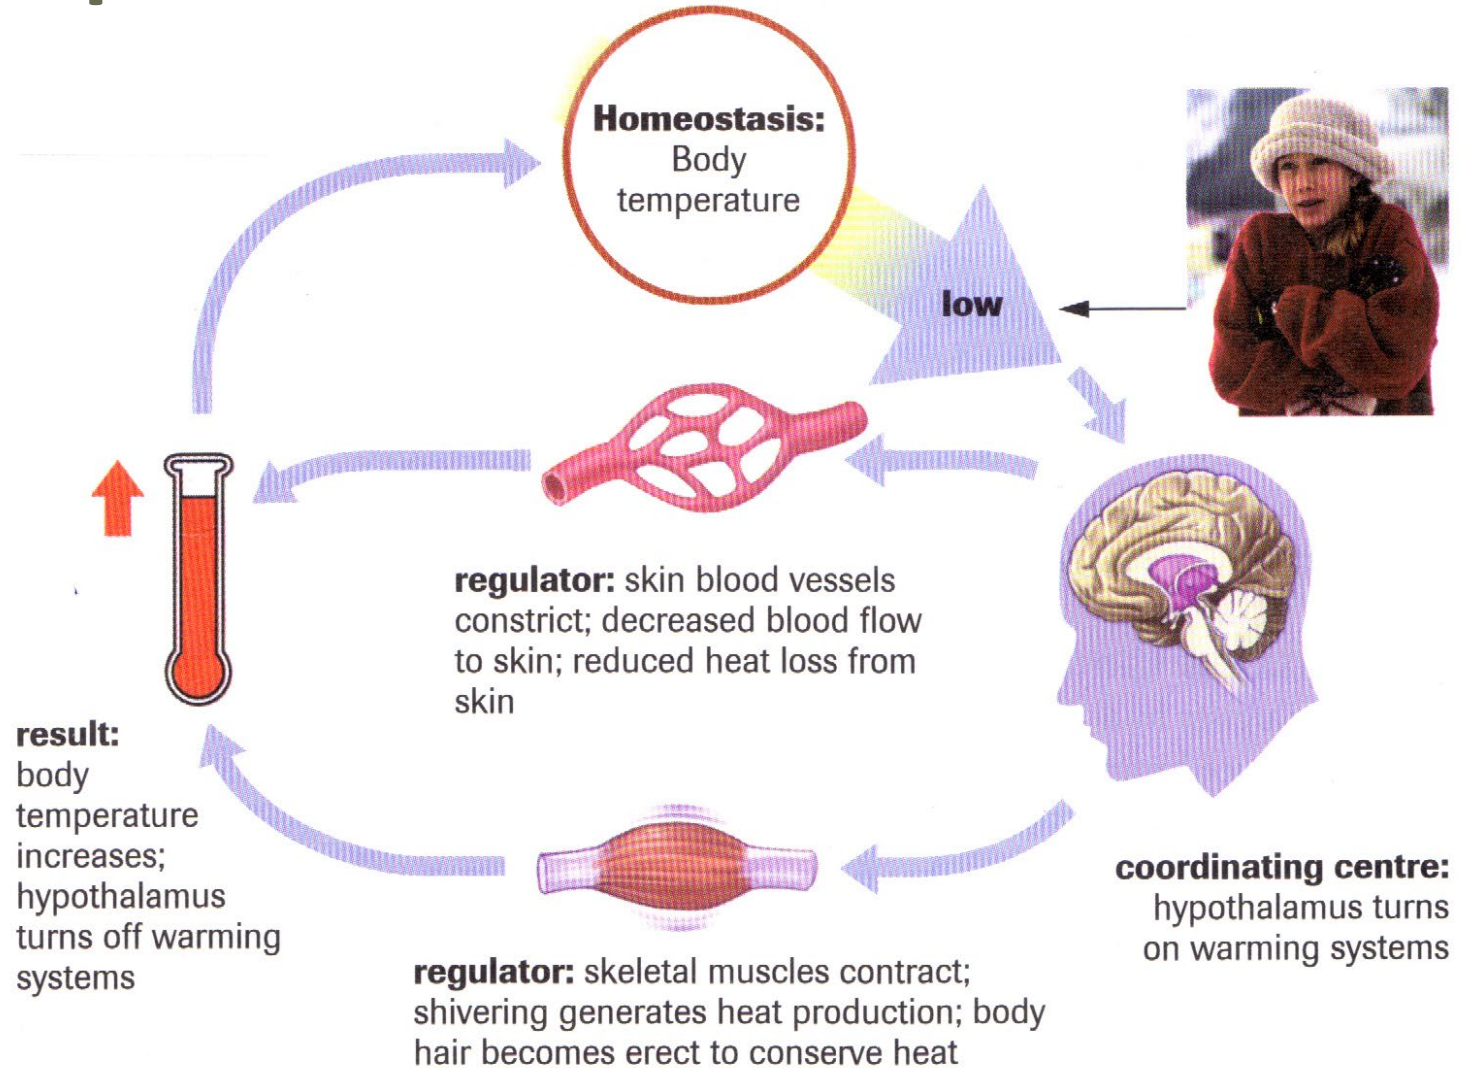 Homeostasis:
Body
temperature
low
regulator: skin blood vessels
constrict; decreased blood flow
to skin; reduced heat loss from
skin
result:
body
temperature
increases;
hypothalamus
turns off warming
systems
coordinating centre:
hypothalamus turns
on warming systems
regulator: skeletal muscles contract;
shivering generates heat production; body
hair becomes erect to conserve heat